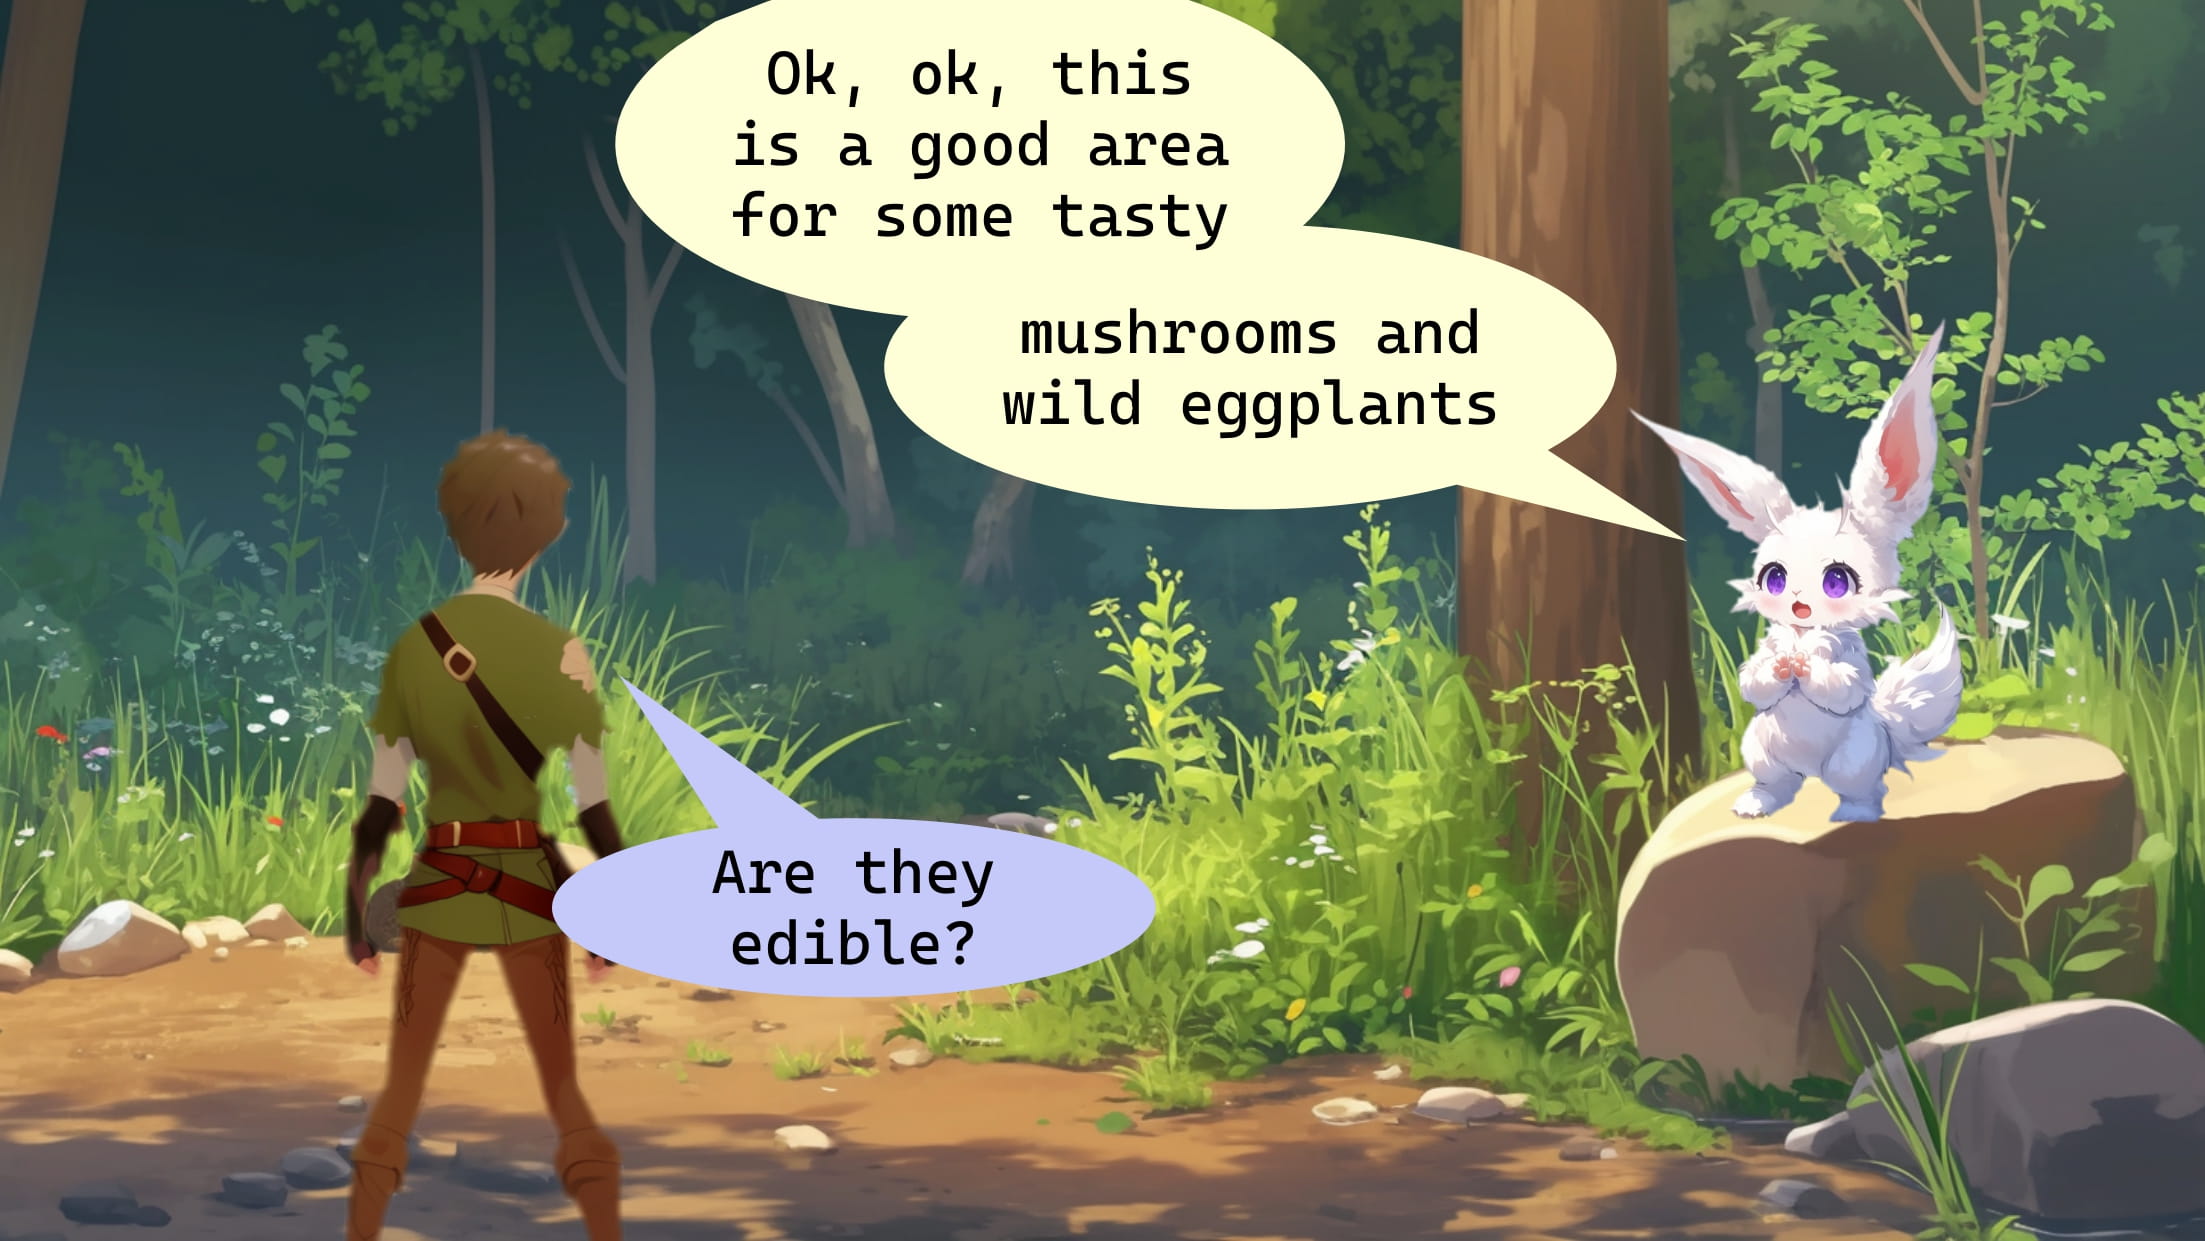 Ok, ok, this
is a good area
for some tasty
mushrooms and
wild eggplants
Are they
edible?